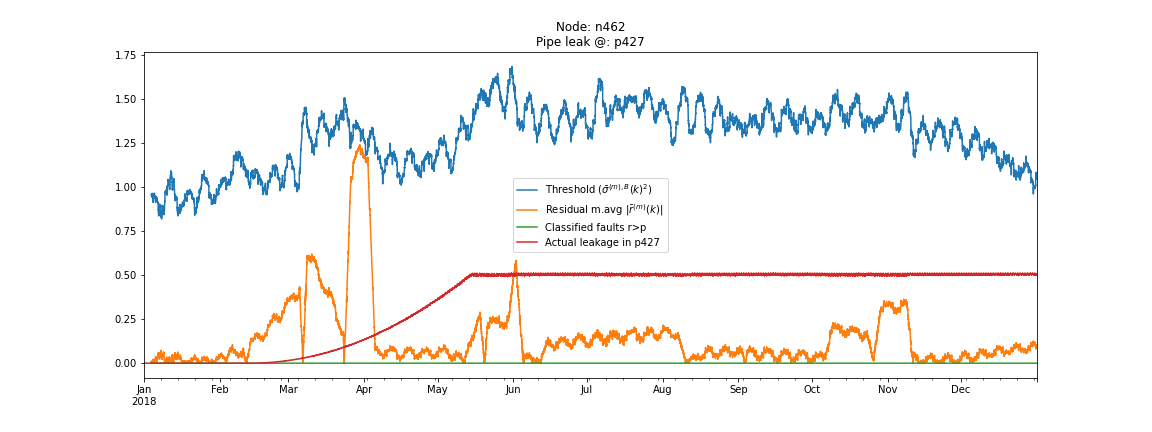 Node: n462
Pipe leak @: p427
1.75
1.50
1.25
1.00
0.75
0.50
0.25
0.00
Threshold (σ̄⁽ᵐ⁾,ᴮ(k)²)
Residual m.avg |r̄⁽ᵐ⁾(k)|
Classified faults r>p
Actual leakage in p427
Jan Feb Mar Apr May Jun Jul Aug Sep Oct Nov Dec
2018